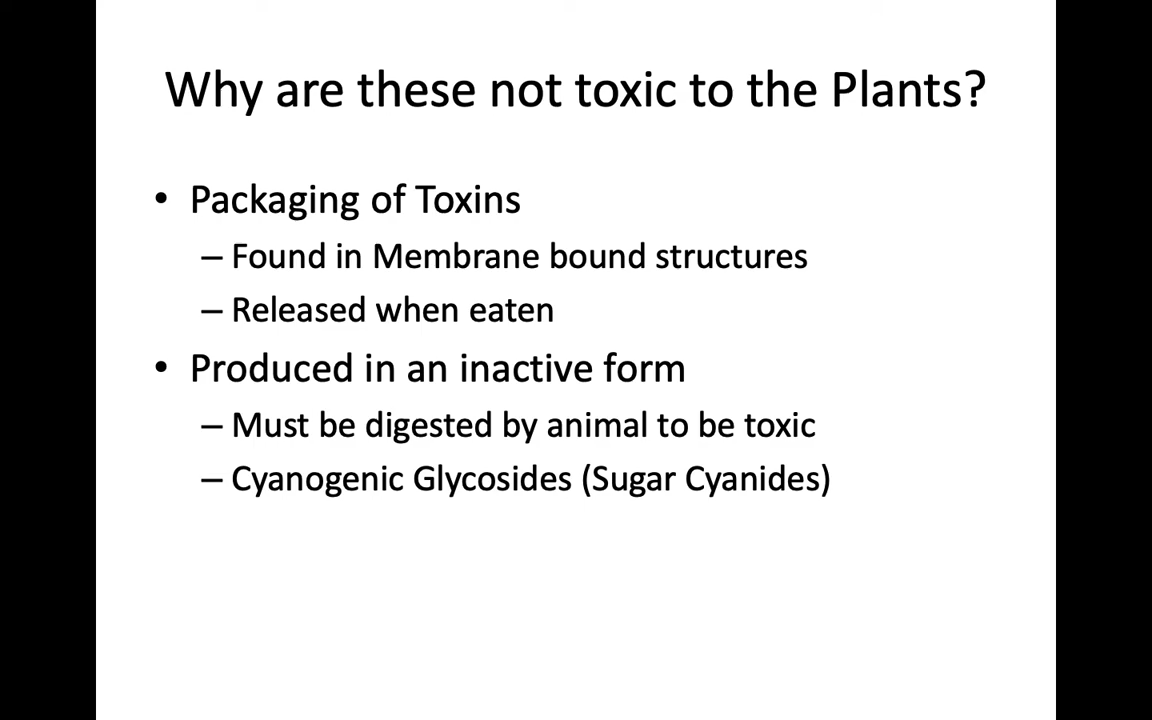 Why are these not toxic to the Plants?
• Packaging of Toxins
– Found in Membrane bound structures
– Released when eaten
• Produced in an inactive form
– Must be digested by animal to be toxic
– Cyanogenic Glycosides (Sugar Cyanides)